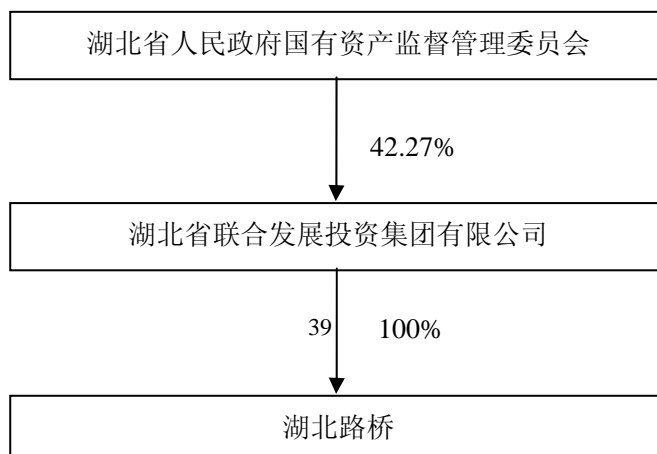 湖北省人民政府国有资产监督管理委员会
42.27%
湖北省联合发展投资集团有限公司
39 100%
湖北路桥